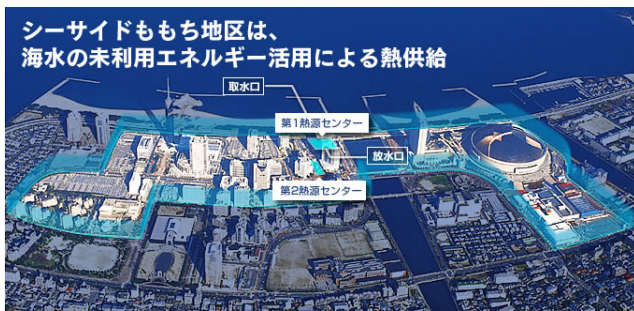 シーサイドももち地区は、
海水の未利用エネルギー活用による熱供給
取水口
第1熱源センター
放水口
第2熱源センター